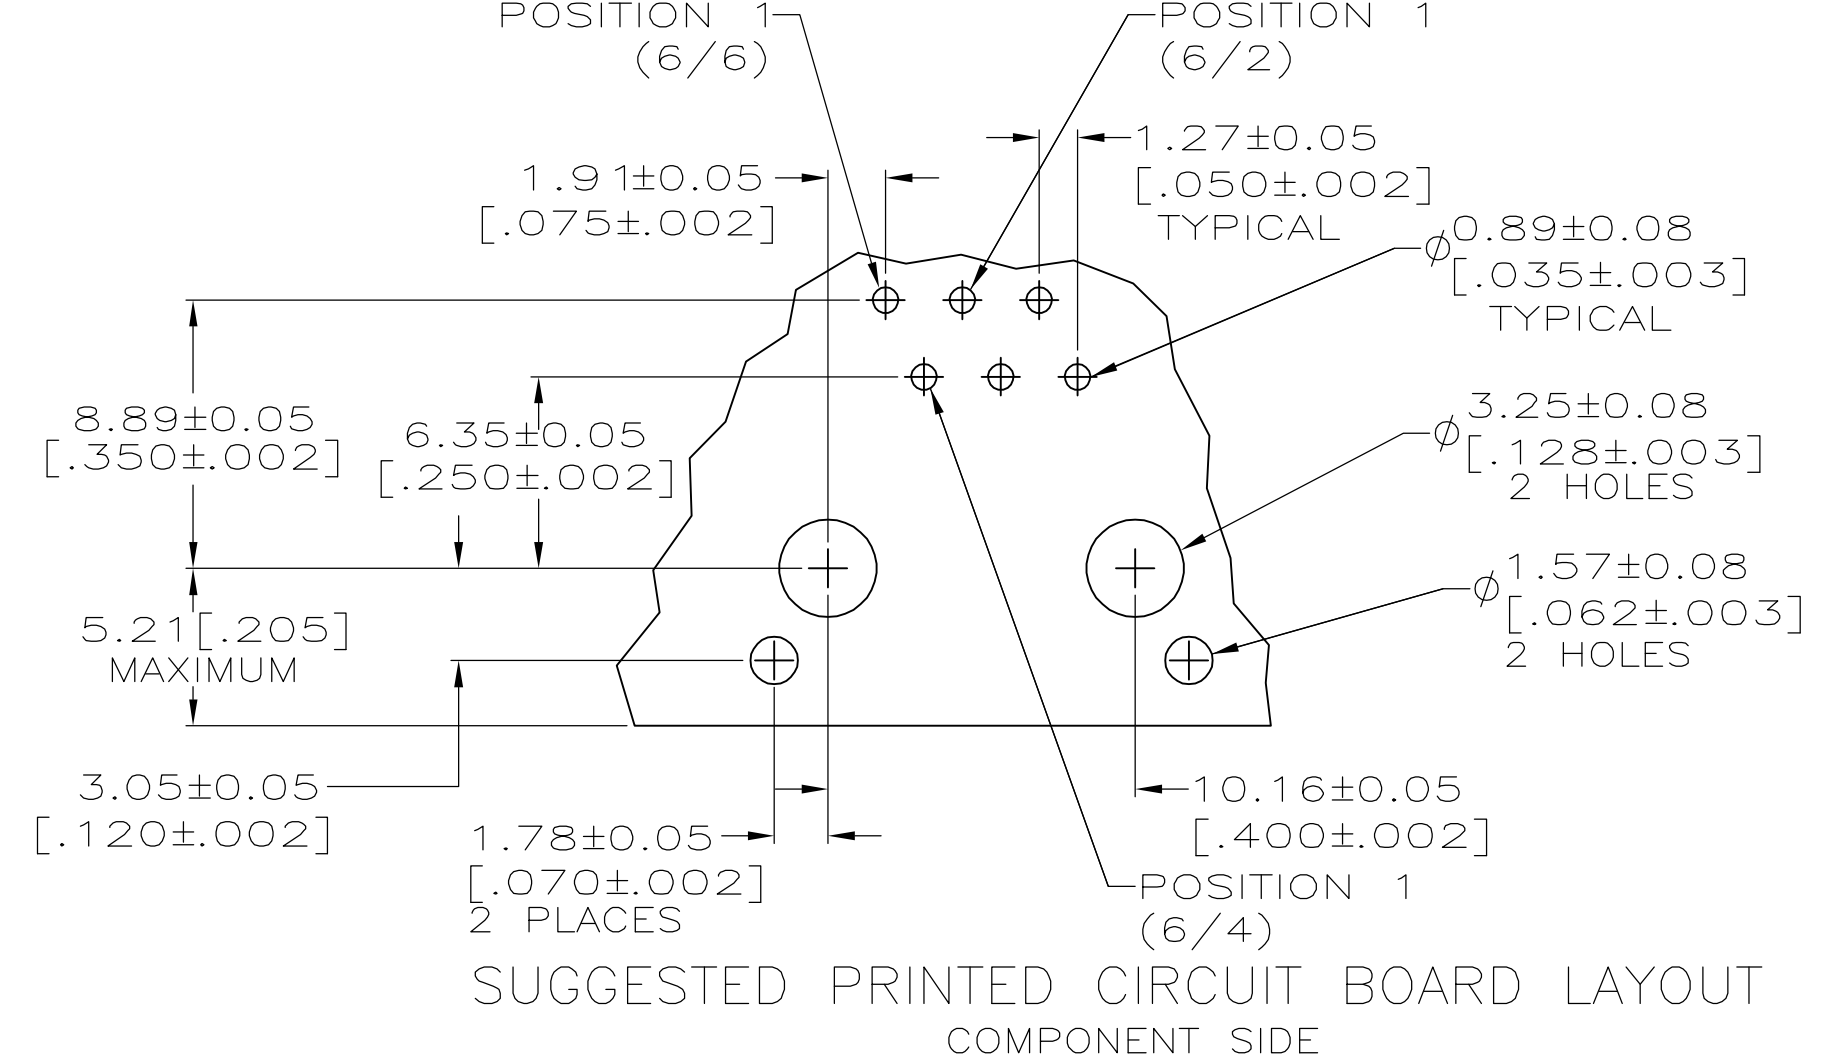 POSITION 1
(6/6)
POSITION 1
(6/2)
1.27±0.05
[.050±.002]
TYPICAL
1.91±0.05
[.075±.002]
⌀0.89±0.08
[.035±.003]
TYPICAL
8.89±0.05
[.350±.002]
6.35±0.05
[.250±.002]
⌀3.25±0.08
[.128±.003]
2 HOLES
⌀1.57±0.08
[.062±.003]
2 HOLES
5.21[.205]
MAXIMUM
3.05±0.05
[.120±.002]
1.78±0.05
[.070±.002]
2 PLACES
10.16±0.05
[.400±.002]
POSITION 1
(6/4)
SUGGESTED PRINTED CIRCUIT BOARD LAYOUT
COMPONENT SIDE